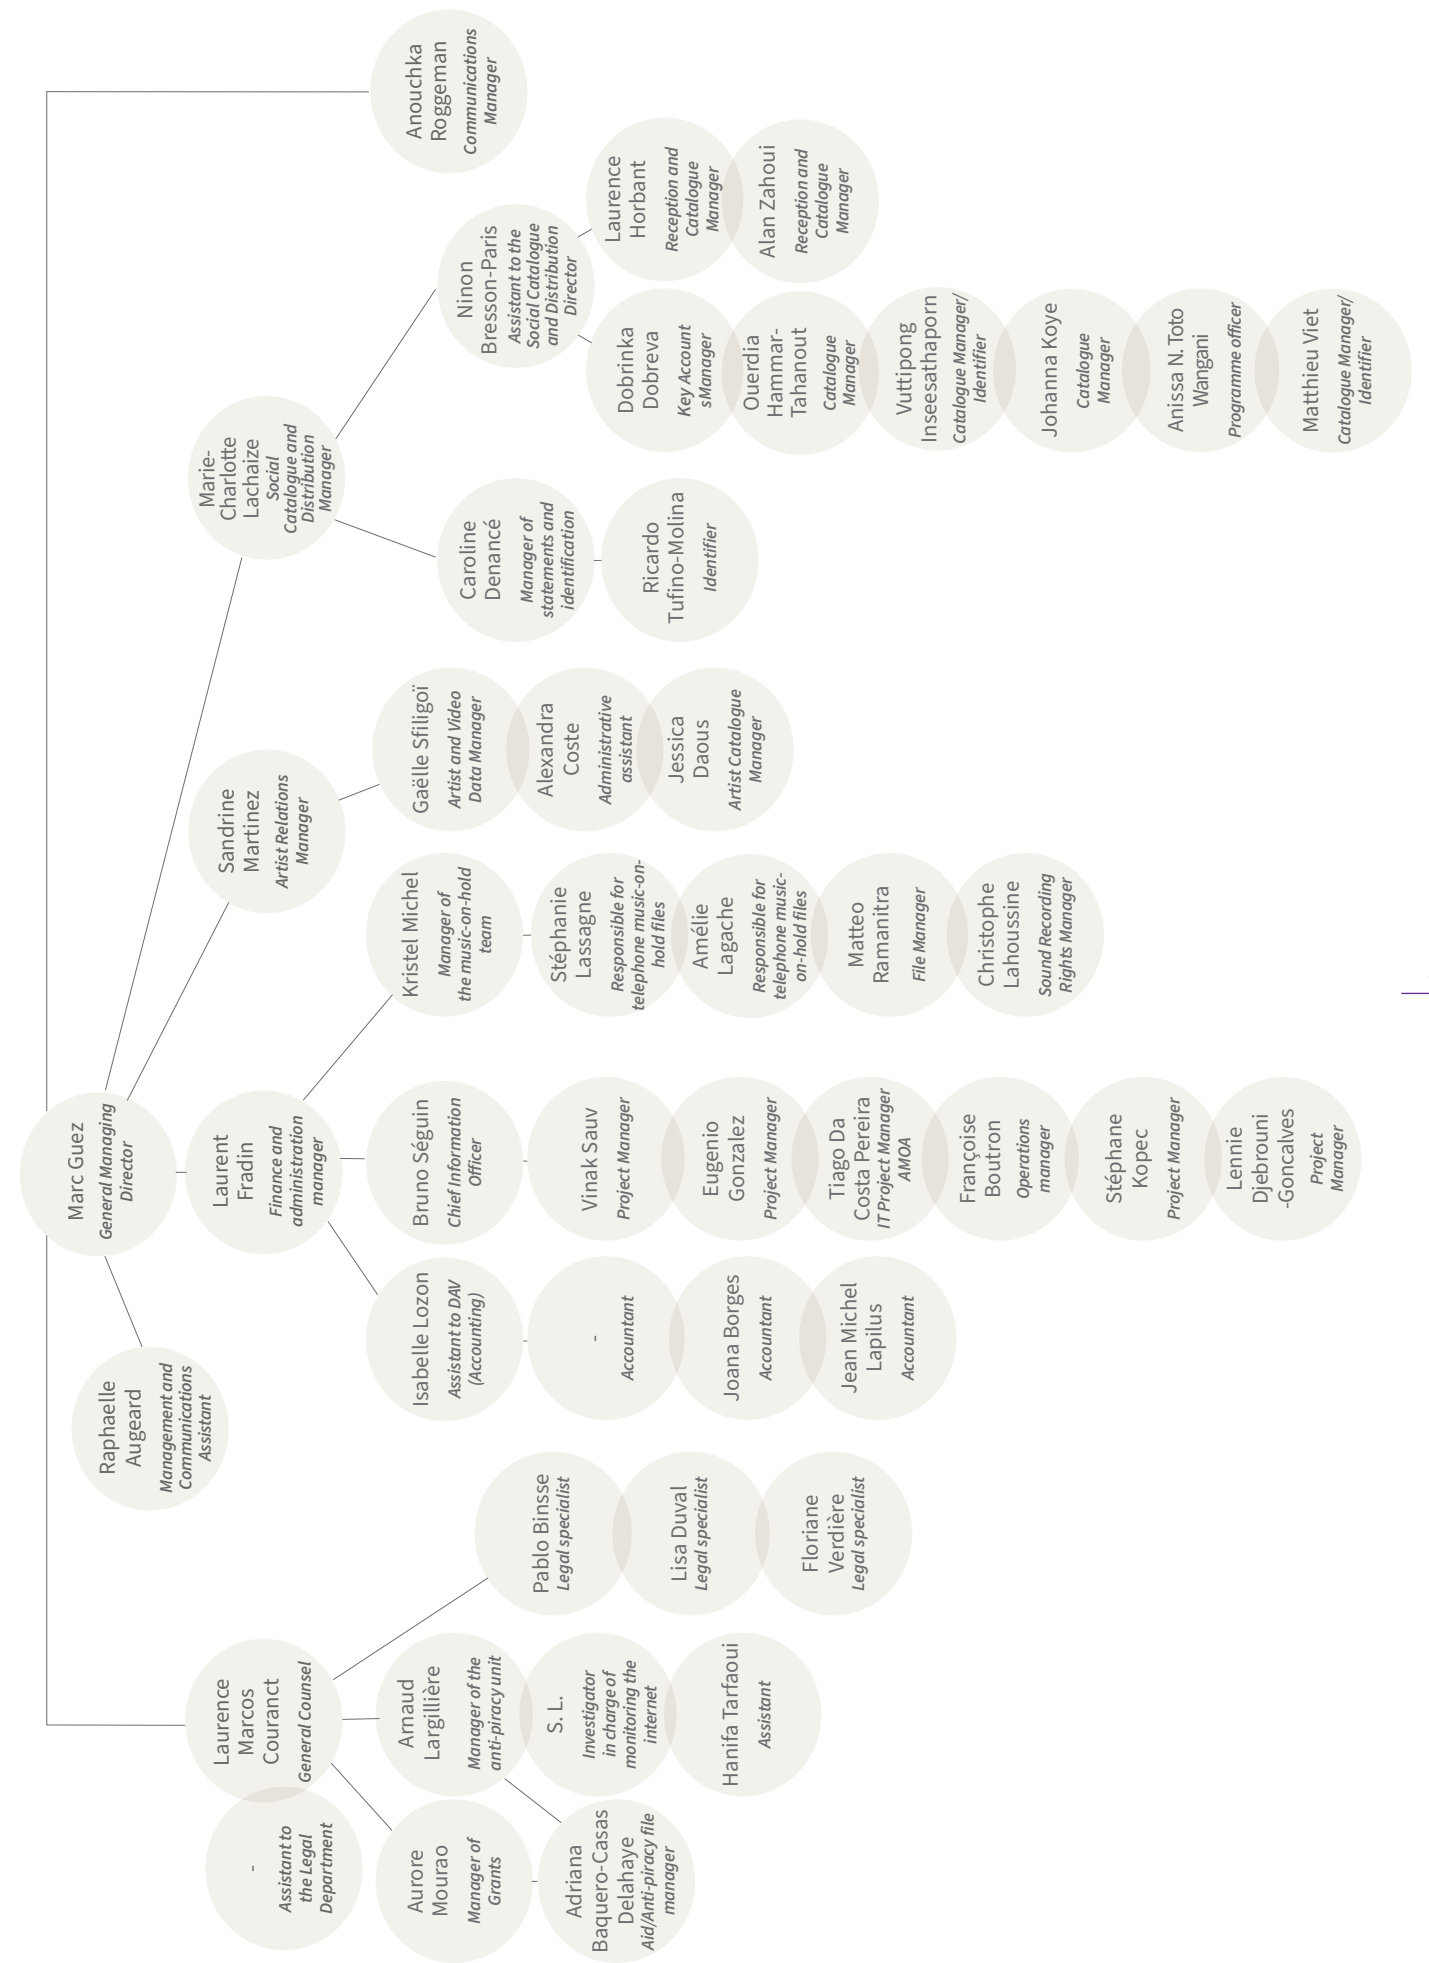 Marc Guez
General Managing
Director
Raphaelle
Augeard
Management and
Communications
Assistant
Laurence
Marcos
Couranct
General Counsel
-
Assistant to
the Legal
Department
Aurore
Mourao
Manager of
Grants
Adriana
Baquero-Casas
Delahaye
Aid/Anti-piracy file
manager
Arnaud
Largillière
Manager of the
anti-piracy unit
S. L.
Investigator
in charge of
monitoring the
internet
Hanifa Tarfaoui
Assistant
Pablo Binsse
Legal specialist
Lisa Duval
Legal specialist
Floriane
Verdière
Legal specialist
Laurent
Fradin
Finance and
administration
manager
Isabelle Lozon
Assistant to DAV
(Accounting)
-
Accountant
Joana Borges
Accountant
Jean Michel
Lapilus
Accountant
Bruno Séguin
Chief Information
Officer
Vinak Sauv
Project Manager
Eugenio
Gonzalez
Project Manager
Tiago Da
Costa Pereira
IT Project Manager
AMOA
Françoise
Boutron
Operations
manager
Stéphane
Kopec
Project Manager
Lennie
Djebrouni
-Goncalves
Project
Manager
Kristel Michel
Manager of
the music-on-hold
team
Stéphanie
Lassagne
Responsible for
telephone music-on-
hold files
Amélie
Lagache
Responsible for
telephone music-
on-hold files
Matteo
Ramanitra
File Manager
Christophe
Lahoussine
Sound Recording
Rights Manager
Sandrine
Martinez
Artist Relations
Manager
Gaëlle Sfiligoï
Artist and Video
Data Manager
Alexandra
Coste
Administrative
assistant
Jessica
Daous
Artist Catalogue
Manager
Marie-
Charlotte
Lachaize
Social
Catalogue and
Distribution
Manager
Caroline
Denancé
Manager of
statements and
identification
Ricardo
Tufino-Molina
Identifier
Ninon
Bresson-Paris
Assistant to the
Social Catalogue
and Distribution
Director
Dobrinka
Dobreva
Key Account
sManager
Ouerdia
Hammar-
Tahanout
Catalogue
Manager
Vuttipong
Inseesathaporn
Catalogue Manager/
Identifier
Johanna Koye
Catalogue
Manager
Anissa N. Toto
Wangani
Programme officer
Matthieu Viet
Catalogue Manager/
Identifier
Laurence
Horbant
Reception and
Catalogue
Manager
Alan Zahoui
Reception and
Catalogue
Manager
Anouchka
Roggeman
Communications
Manager